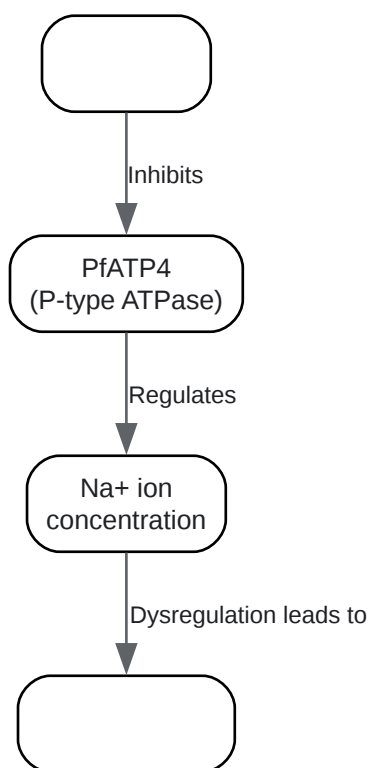 Inhibits
PfATP4
(P-type ATPase)
Regulates
Na+ ion
concentration
Dysregulation leads to